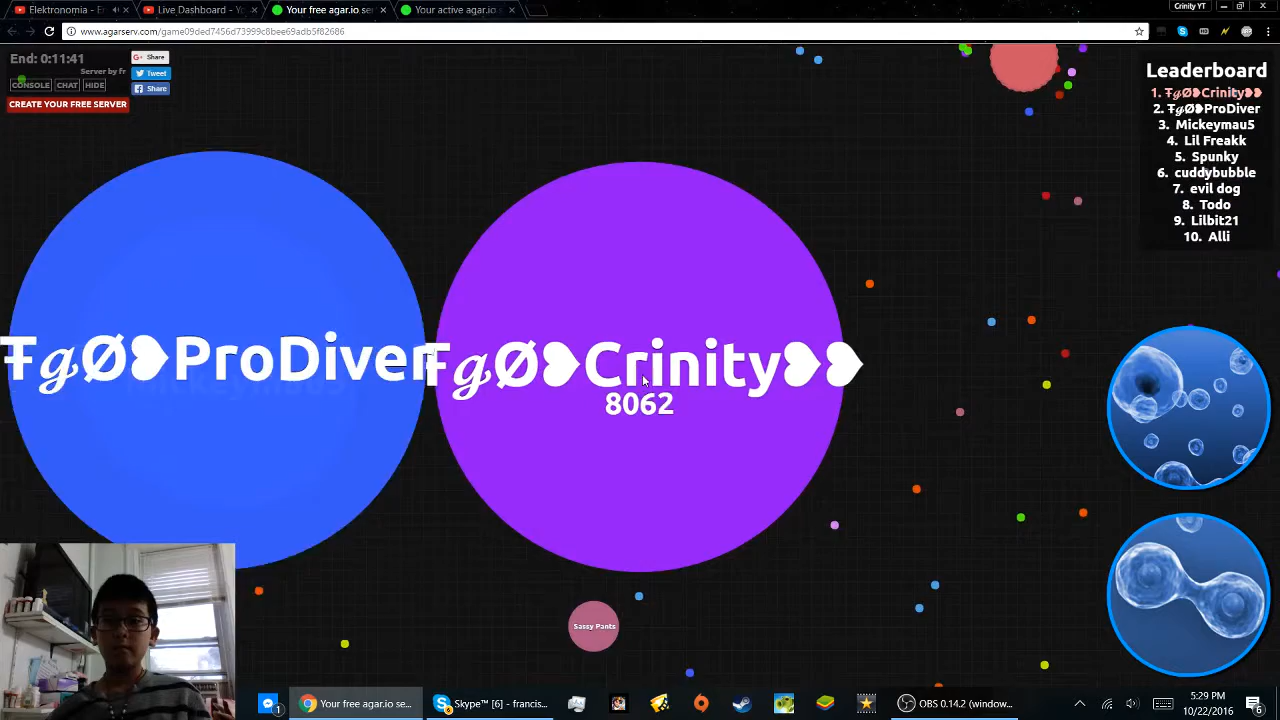 Elektronomia - En
Live Dashboard - Yo
Your free agar.io ser
Your active agar.io s
Crinity YT
www.agarserv.com/game09ded7456d73999c8bee69adb5f82686
End: 0:11:41
Server by fr
CONSOLE CHAT HIDE
CREATE YOUR FREE SERVER
Share
Tweet
Share
Leaderboard
1. ŦℊØ❥Crinity❥❥
2. ŦℊØ❥ProDiver
3. Mickeymau5
4. Lil Freakk
5. Spunky
6. cuddybubble
7. evil dog
8. Todo
9. Lilbit21
10. Alli
ŦℊØ❥ProDiver
ŦℊØ❥Crinity❥❥
8062
Sassy Pants
Your free agar.io se...
Skype™ [6] - francis...
OBS 0.14.2 (window...
5:29 PM
10/22/2016